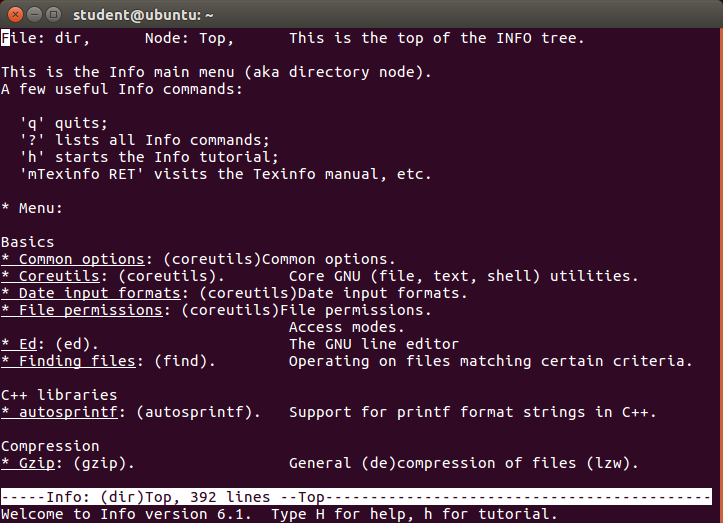 student@ubuntu: ~
File: dir,      Node: Top,      This is the top of the INFO tree.
This is the Info main menu (aka directory node).
A few useful Info commands:
  'q' quits;
  '?' lists all Info commands;
  'h' starts the Info tutorial;
  'mTexinfo RET' visits the Texinfo manual, etc.
* Menu:
Basics
* Common options: (coreutils)Common options.
* Coreutils: (coreutils).       Core GNU (file, text, shell) utilities.
* Date input formats: (coreutils)Date input formats.
* File permissions: (coreutils)File permissions.
                                Access modes.
* Ed: (ed).                     The GNU line editor
* Finding files: (find).        Operating on files matching certain criteria.
C++ libraries
* autosprintf: (autosprintf).   Support for printf format strings in C++.
Compression
* Gzip: (gzip).                 General (de)compression of files (lzw).
-----Info: (dir)Top, 392 lines --Top-------------------------------------------
Welcome to Info version 6.1.  Type H for help, h for tutorial.